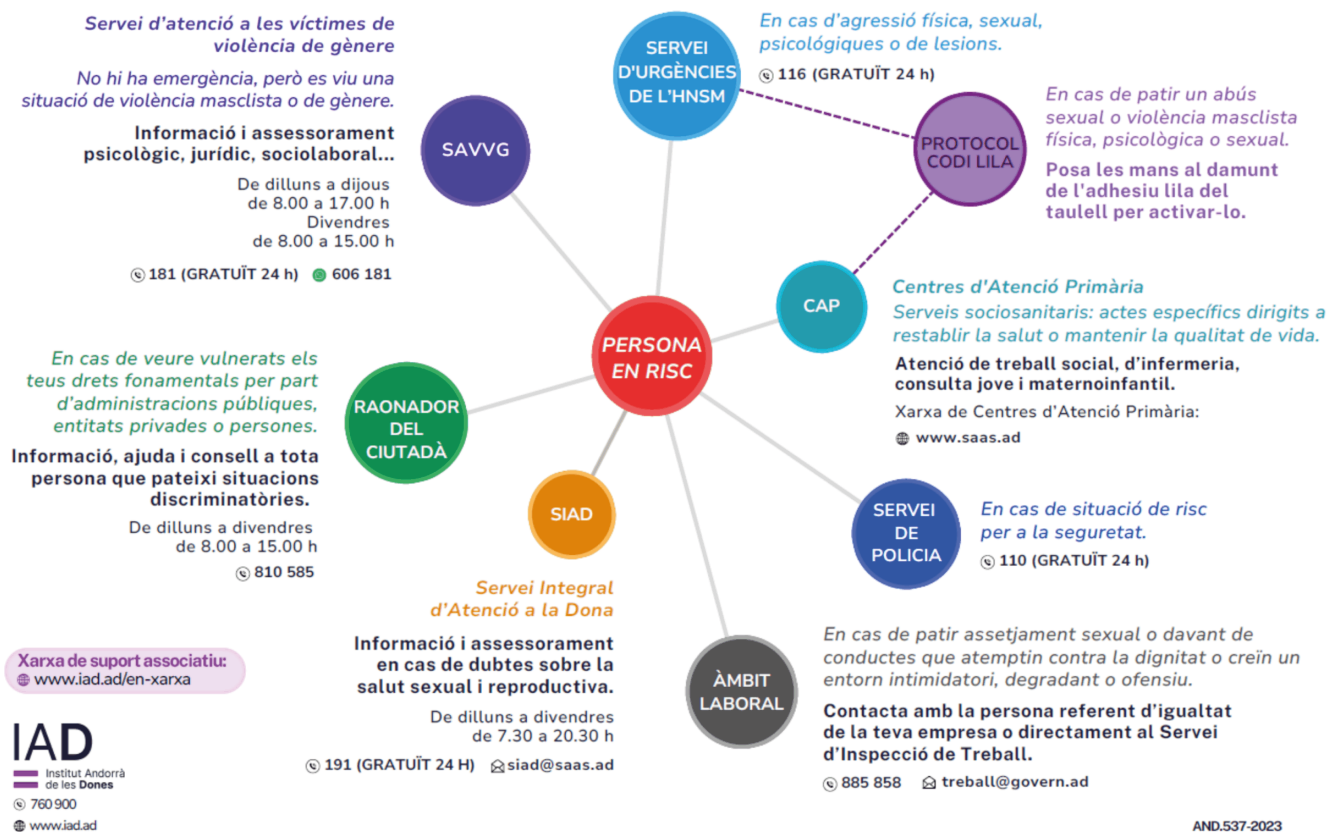 Servei d'atenció a les víctimes de
violència de gènere
No hi ha emergència, però es viu una
situació de violència masclista o de gènere.
Informació i assessorament
psicològic, jurídic, sociolaboral...
De dilluns a dijous
de 8.00 a 17.00 h
Divendres
de 8.00 a 15.00 h
181 (GRATUÏT 24 h) 606 181
SAVVG
SERVEI
D'URGÈNCIES
DE L'HNSM
En cas d'agressió física, sexual,
psicológiques o de lesions.
116 (GRATUÏT 24 h)
PROTOCOL
CODI LILA
En cas de patir un abús
sexual o violència masclista
física, psicològica o sexual.
Posa les mans al damunt
de l'adhesiu lila del
taulell per activar-lo.
CAP
Centres d'Atenció Primària
Serveis sociosanitaris: actes específics dirigits a
restablir la salut o mantenir la qualitat de vida.
Atenció de treball social, d'infermeria,
consulta jove i maternoinfantil.
Xarxa de Centres d'Atenció Primària:
www.saas.ad
PERSONA
EN RISC
En cas de veure vulnerats els
teus drets fonamentals per part
d'administracions públiques,
entitats privades o persones.
Informació, ajuda i consell a tota
persona que pateixi situacions
discriminatòries.
De dilluns a divendres
de 8.00 a 15.00 h
810 585
RAONADOR
DEL
CIUTADÀ
SIAD
Servei Integral
d'Atenció a la Dona
Informació i assessorament
en cas de dubtes sobre la
salut sexual i reproductiva.
De dilluns a divendres
de 7.30 a 20.30 h
191 (GRATUÏT 24 H) siad@saas.ad
SERVEI
DE
POLICIA
En cas de situació de risc
per a la seguretat.
110 (GRATUÏT 24 h)
ÀMBIT
LABORAL
En cas de patir assetjament sexual o davant de
conductes que atemptin contra la dignitat o creïn un
entorn intimidatori, degradant o ofensiu.
Contacta amb la persona referent d'igualtat
de la teva empresa o directament al Servei
d'Inspecció de Treball.
885 858 treball@govern.ad
Xarxa de suport associatiu:
www.iad.ad/en-xarxa
IAD
Institut Andorrà
de les Dones
760 900
www.iad.ad
AND.537-2023